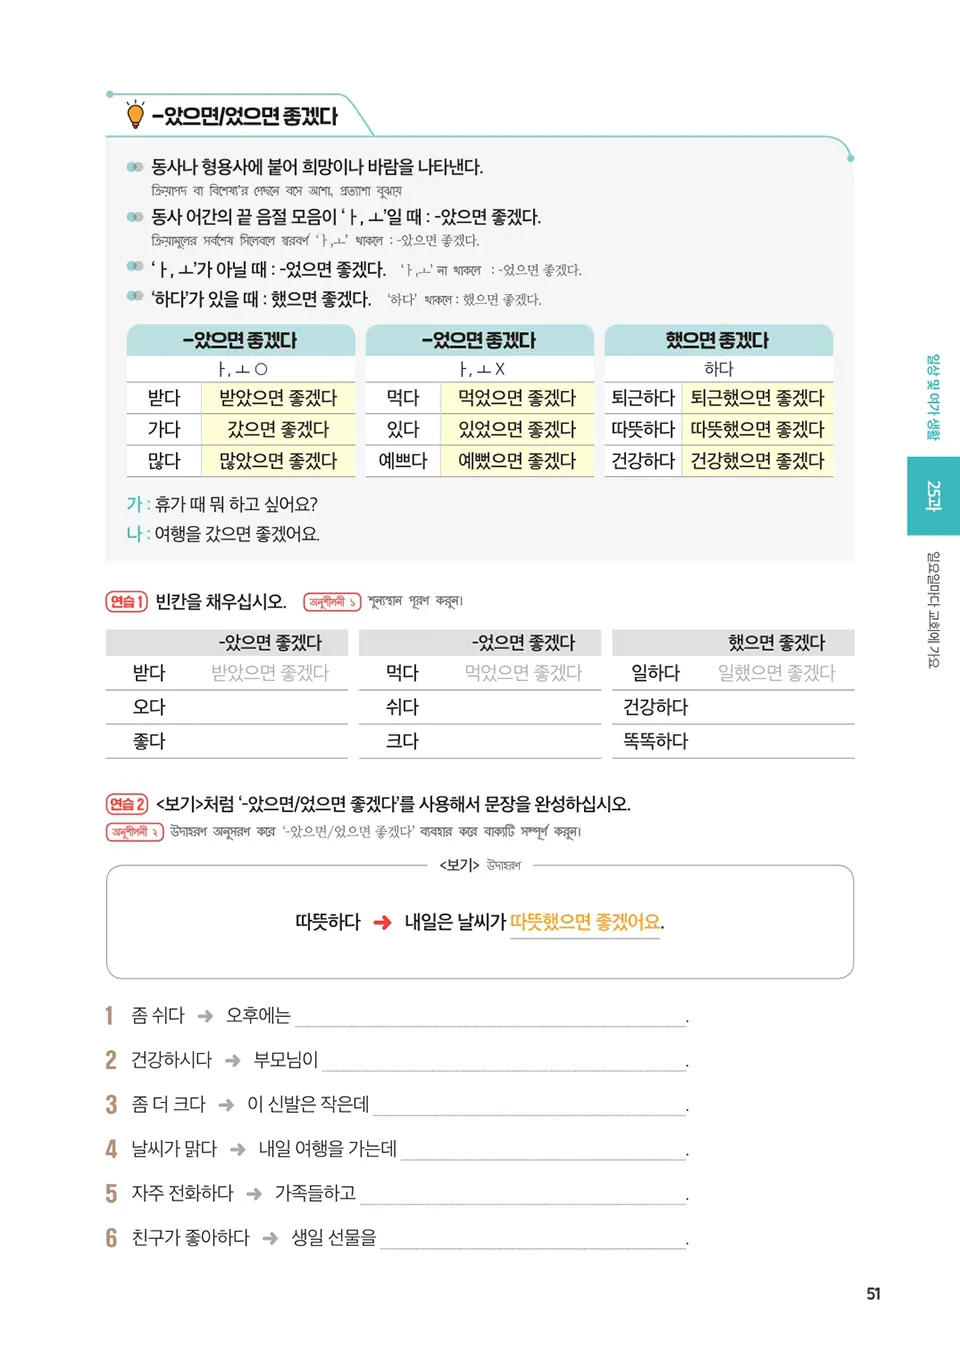 -았으면/었으면 좋겠다
동사나 형용사에 붙어 희망이나 바람을 나타낸다.
ক্রিয়াপদ বা বিশেষ্য'র পেছনে বসে আশা, প্রত্যাশা বুঝায়
동사 어간의 끝 음절 모음이 ‘ㅏ, ㅗ’일 때 : -았으면 좋겠다.
ক্রিয়ামূলের সর্বশেষ সিলেবলে স্বরবর্ণ ‘ㅏ,ㅗ’ থাকলে : -았으면 좋겠다.
‘ㅏ, ㅗ’가 아닐 때 : -었으면 좋겠다. ‘ㅏ,ㅗ’ না থাকলে : -었으면 좋겠다.
‘하다’가 있을 때 : 했으면 좋겠다. ‘하다’ থাকলে : 했으면 좋겠다.
-았으면 좋겠다 -었으면 좋겠다 했으면 좋겠다
ㅏ, ㅗ O ㅏ, ㅗ X 하다
받다 받았으면 좋겠다 먹다 먹었으면 좋겠다 퇴근하다 퇴근했으면 좋겠다
가다 갔으면 좋겠다 있다 있었으면 좋겠다 따뜻하다 따뜻했으면 좋겠다
많다 많았으면 좋겠다 예쁘다 예뻤으면 좋겠다 건강하다 건강했으면 좋겠다
가 : 휴가 때 뭐 하고 싶어요?
나 : 여행을 갔으면 좋겠어요.
연습 1 빈칸을 채우십시오. অনুশীলনী ১ শূন্যস্থান পূরণ করুন।
-았으면 좋겠다 -었으면 좋겠다 했으면 좋겠다
받다 받았으면 좋겠다 먹다 먹었으면 좋겠다 일하다 일했으면 좋겠다
오다 쉬다 건강하다
좋다 크다 똑똑하다
연습 2 <보기>처럼 ‘-았으면/었으면 좋겠다’를 사용해서 문장을 완성하십시오.
অনুশীলনী ২ উদাহরণ অনুসরণ করে ‘-았으면/었으면 좋겠다’ ব্যবহার করে বাক্যটি সম্পূর্ণ করুন।
<보기> উদাহরণ
따뜻하다 ➜ 내일은 날씨가 따뜻했으면 좋겠어요.
1 좀 쉬다 ➜ 오후에는 .
2 건강하시다 ➜ 부모님이 .
3 좀 더 크다 ➜ 이 신발은 작은데 .
4 날씨가 맑다 ➜ 내일 여행을 가는데 .
5 자주 전화하다 ➜ 가족들하고 .
6 친구가 좋아하다 ➜ 생일 선물을 .
일상 및 여가 생활
25과
일요일마다 교회에 가요
51